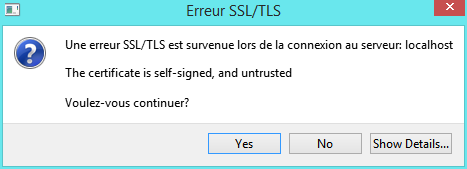 Erreur SSL/TLS
Une erreur SSL/TLS est survenue lors de la connexion au serveur: localhost
The certificate is self-signed, and untrusted
Voulez-vous continuer?
Yes
No
Show Details...